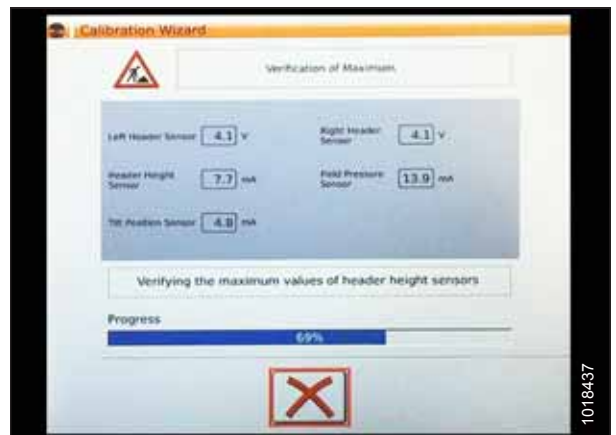 Calibration Wizard
Verification of Maximum
Left Header Sensor 4.1 V
Right Header Sensor 4.1 V
Header Height Sensor 7.7 mA
Field Pressure Sensor 13.9 mA
Tilt Position Sensor 4.8 mA
Verifying the maximum values of header height sensors
Progress
69%
1018437